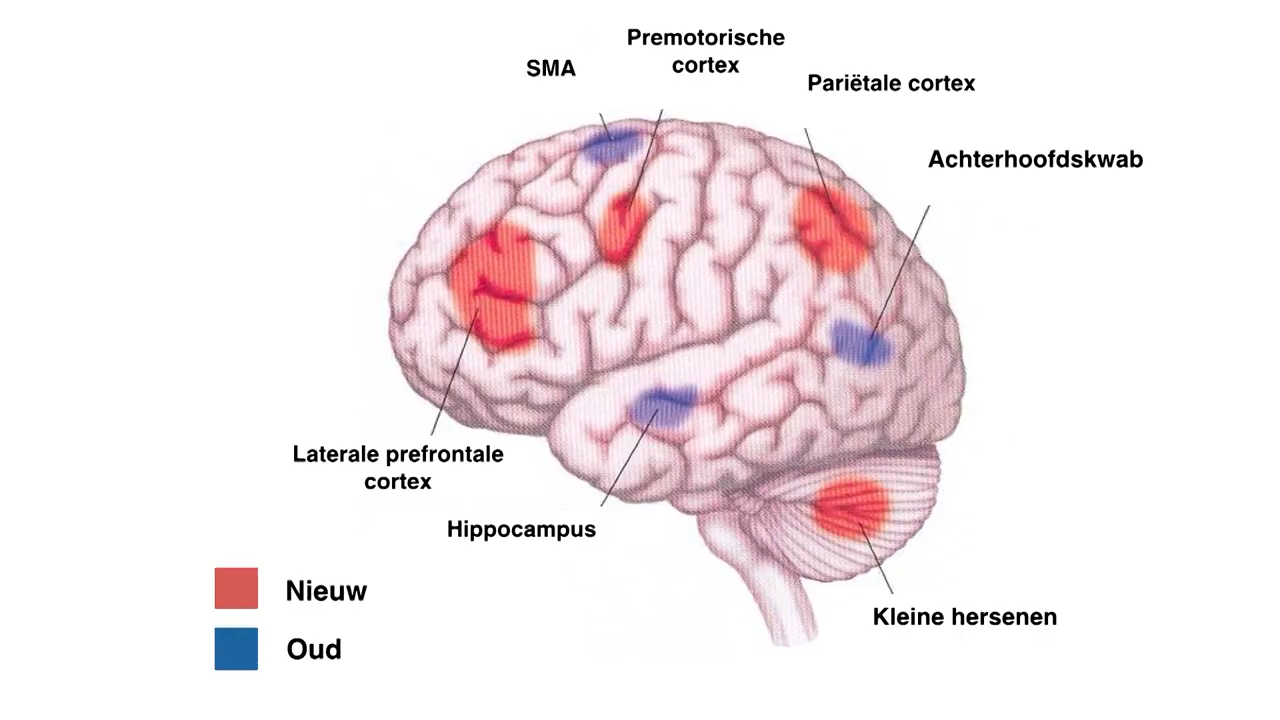 Premotorische
cortex
SMA
Pariëtale cortex
Achterhoofdskwab
Laterale prefrontale
cortex
Hippocampus
Nieuw
Kleine hersenen
Oud